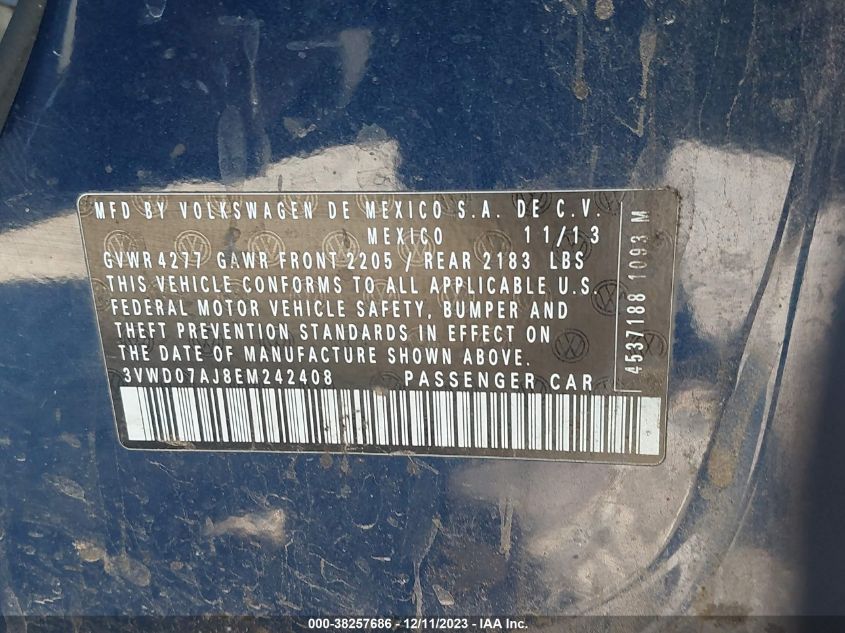 MFD BY VOLKSWAGEN DE MEXICO S.A. DE C.V.
MEXICO 11/13
GVWR 4277 GAWR FRONT 2205 / REAR 2183 LBS
THIS VEHICLE CONFORMS TO ALL APPLICABLE U.S.
FEDERAL MOTOR VEHICLE SAFETY, BUMPER AND
THEFT PREVENTION STANDARDS IN EFFECT ON
THE DATE OF MANUFACTURE SHOWN ABOVE.
3VWD07AJ8EM242408 PASSENGER CAR
4537188 1093 M
000-38257686 - 12/11/2023 - IAA Inc.